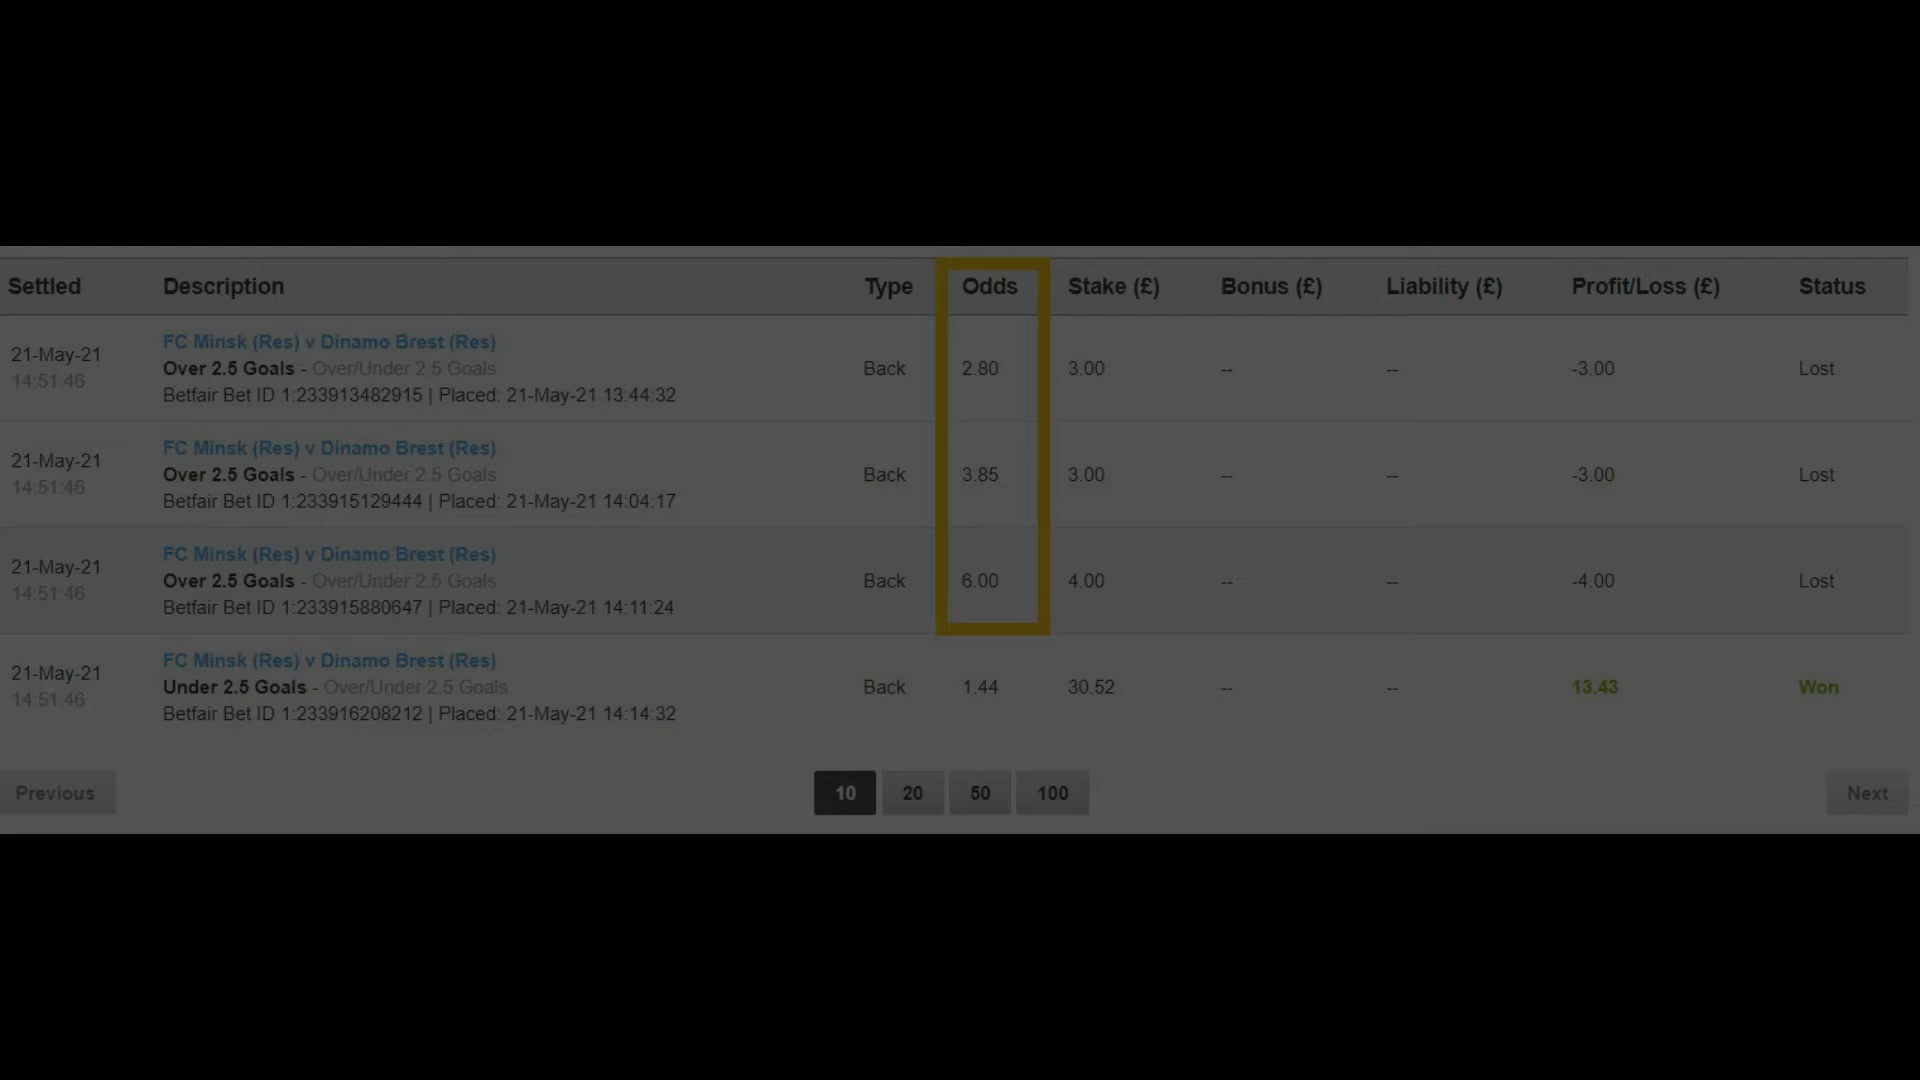 Settled Description Type Odds Stake (£) Bonus (£) Liability (£) Profit/Loss (£) Status
FC Minsk (Res) v Dinamo Brest (Res)
21-May-21 Over 2.5 Goals - Over/Under 2.5 Goals Back 2.80 3.00 -- -- -3.00 Lost
14:51:46 Betfair Bet ID 1:233913482915 | Placed: 21-May-21 13:44:32
FC Minsk (Res) v Dinamo Brest (Res)
21-May-21 Over 2.5 Goals - Over/Under 2.5 Goals Back 3.85 3.00 -- -- -3.00 Lost
14:51:46 Betfair Bet ID 1:233915129444 | Placed: 21-May-21 14:04:17
FC Minsk (Res) v Dinamo Brest (Res)
21-May-21 Over 2.5 Goals - Over/Under 2.5 Goals Back 6.00 4.00 -- -- -4.00 Lost
14:51:46 Betfair Bet ID 1:233915880647 | Placed: 21-May-21 14:11:24
FC Minsk (Res) v Dinamo Brest (Res)
21-May-21 Under 2.5 Goals - Over/Under 2.5 Goals Back 1.44 30.52 -- -- 13.43 Won
14:51:46 Betfair Bet ID 1:233916208212 | Placed: 21-May-21 14:14:32
Previous 10 20 50 100 Next